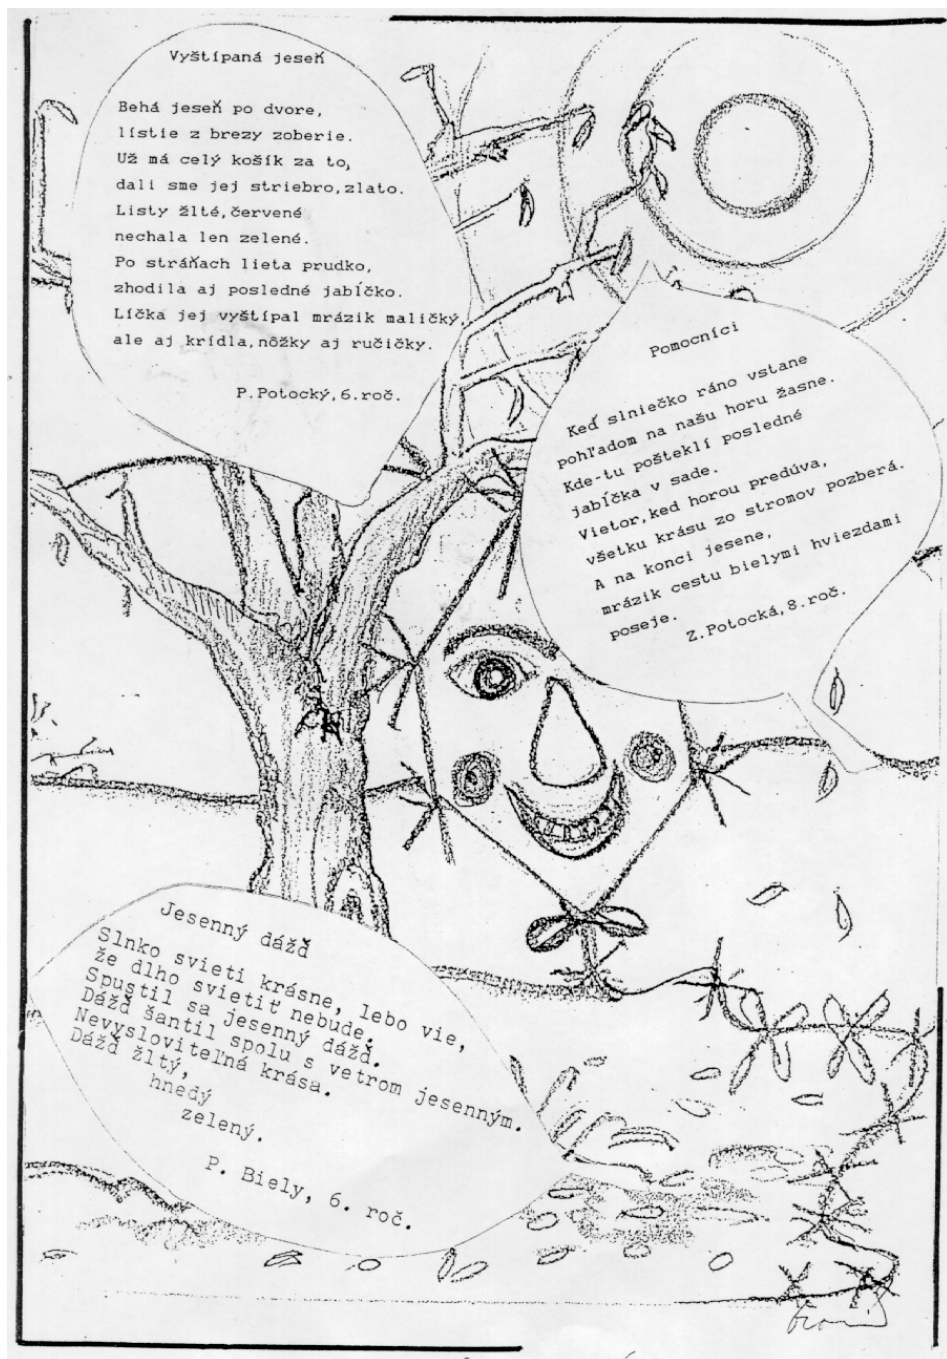 Vyštípaná jeseň
Behá jeseň po dvore,
lístie z brezy zoberie.
Už má celý košík za to,
dali sme jej striebro,zlato.
Listy žlté,červené
nechala len zelené.
Po stráňach lieta prudko,
zhodila aj posledné jabĺčko.
Líčka jej vyštípal mrázik maličký,
ale aj krídla,nôžky aj ručičky.
P.Potocký,6.roč.
Pomocníci
Keď slniečko ráno vstane
pohľadom na našu horu žasne.
Kde-tu pošteklí posledné
jabĺčka v sade.
Vietor,ked horou predúva,
všetku krásu zo stromov pozberá.
A na konci jesene,
mrázik cestu bielymi hviezdami
poseje.
Z.Potocká,8.roč.
Jesenný dážď
Slnko svieti krásne, lebo vie,
že dlho svietiť nebude.
Spustil sa jesenný dážď.
Dážď šantil spolu s vetrom jesenným.
Nevysloviteľná krása.
Dážď žltý,
hnedý
zelený.
P. Biely, 6. roč.